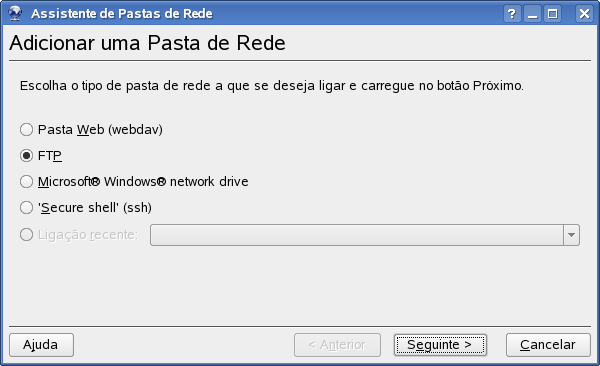 Assistente de Pastas de Rede
Adicionar uma Pasta de Rede
Escolha o tipo de pasta de rede a que se deseja ligar e carregue no botão Próximo.
Pasta Web (webdav)
FTP
Microsoft® Windows® network drive
'Secure shell' (ssh)
Ligação recente:
Ajuda
< Anterior
Seguinte >
Cancelar